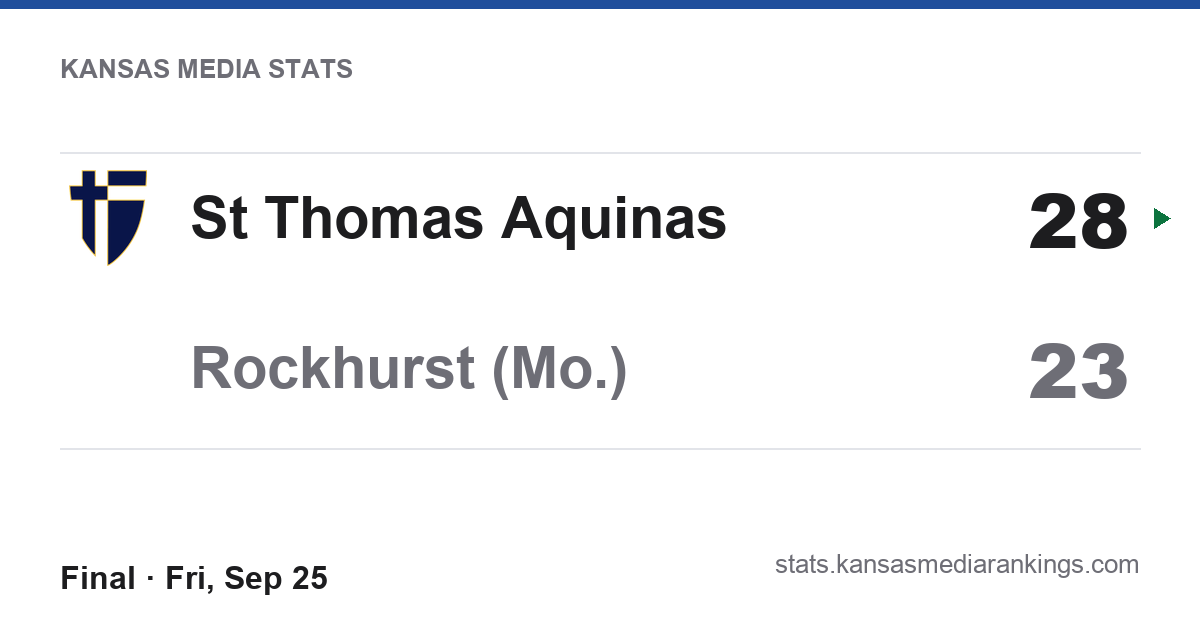 KANSAS MEDIA STATS
St Thomas Aquinas 28
Rockhurst (Mo.) 23
Final · Fri, Sep 25
stats.kansasmediarankings.com